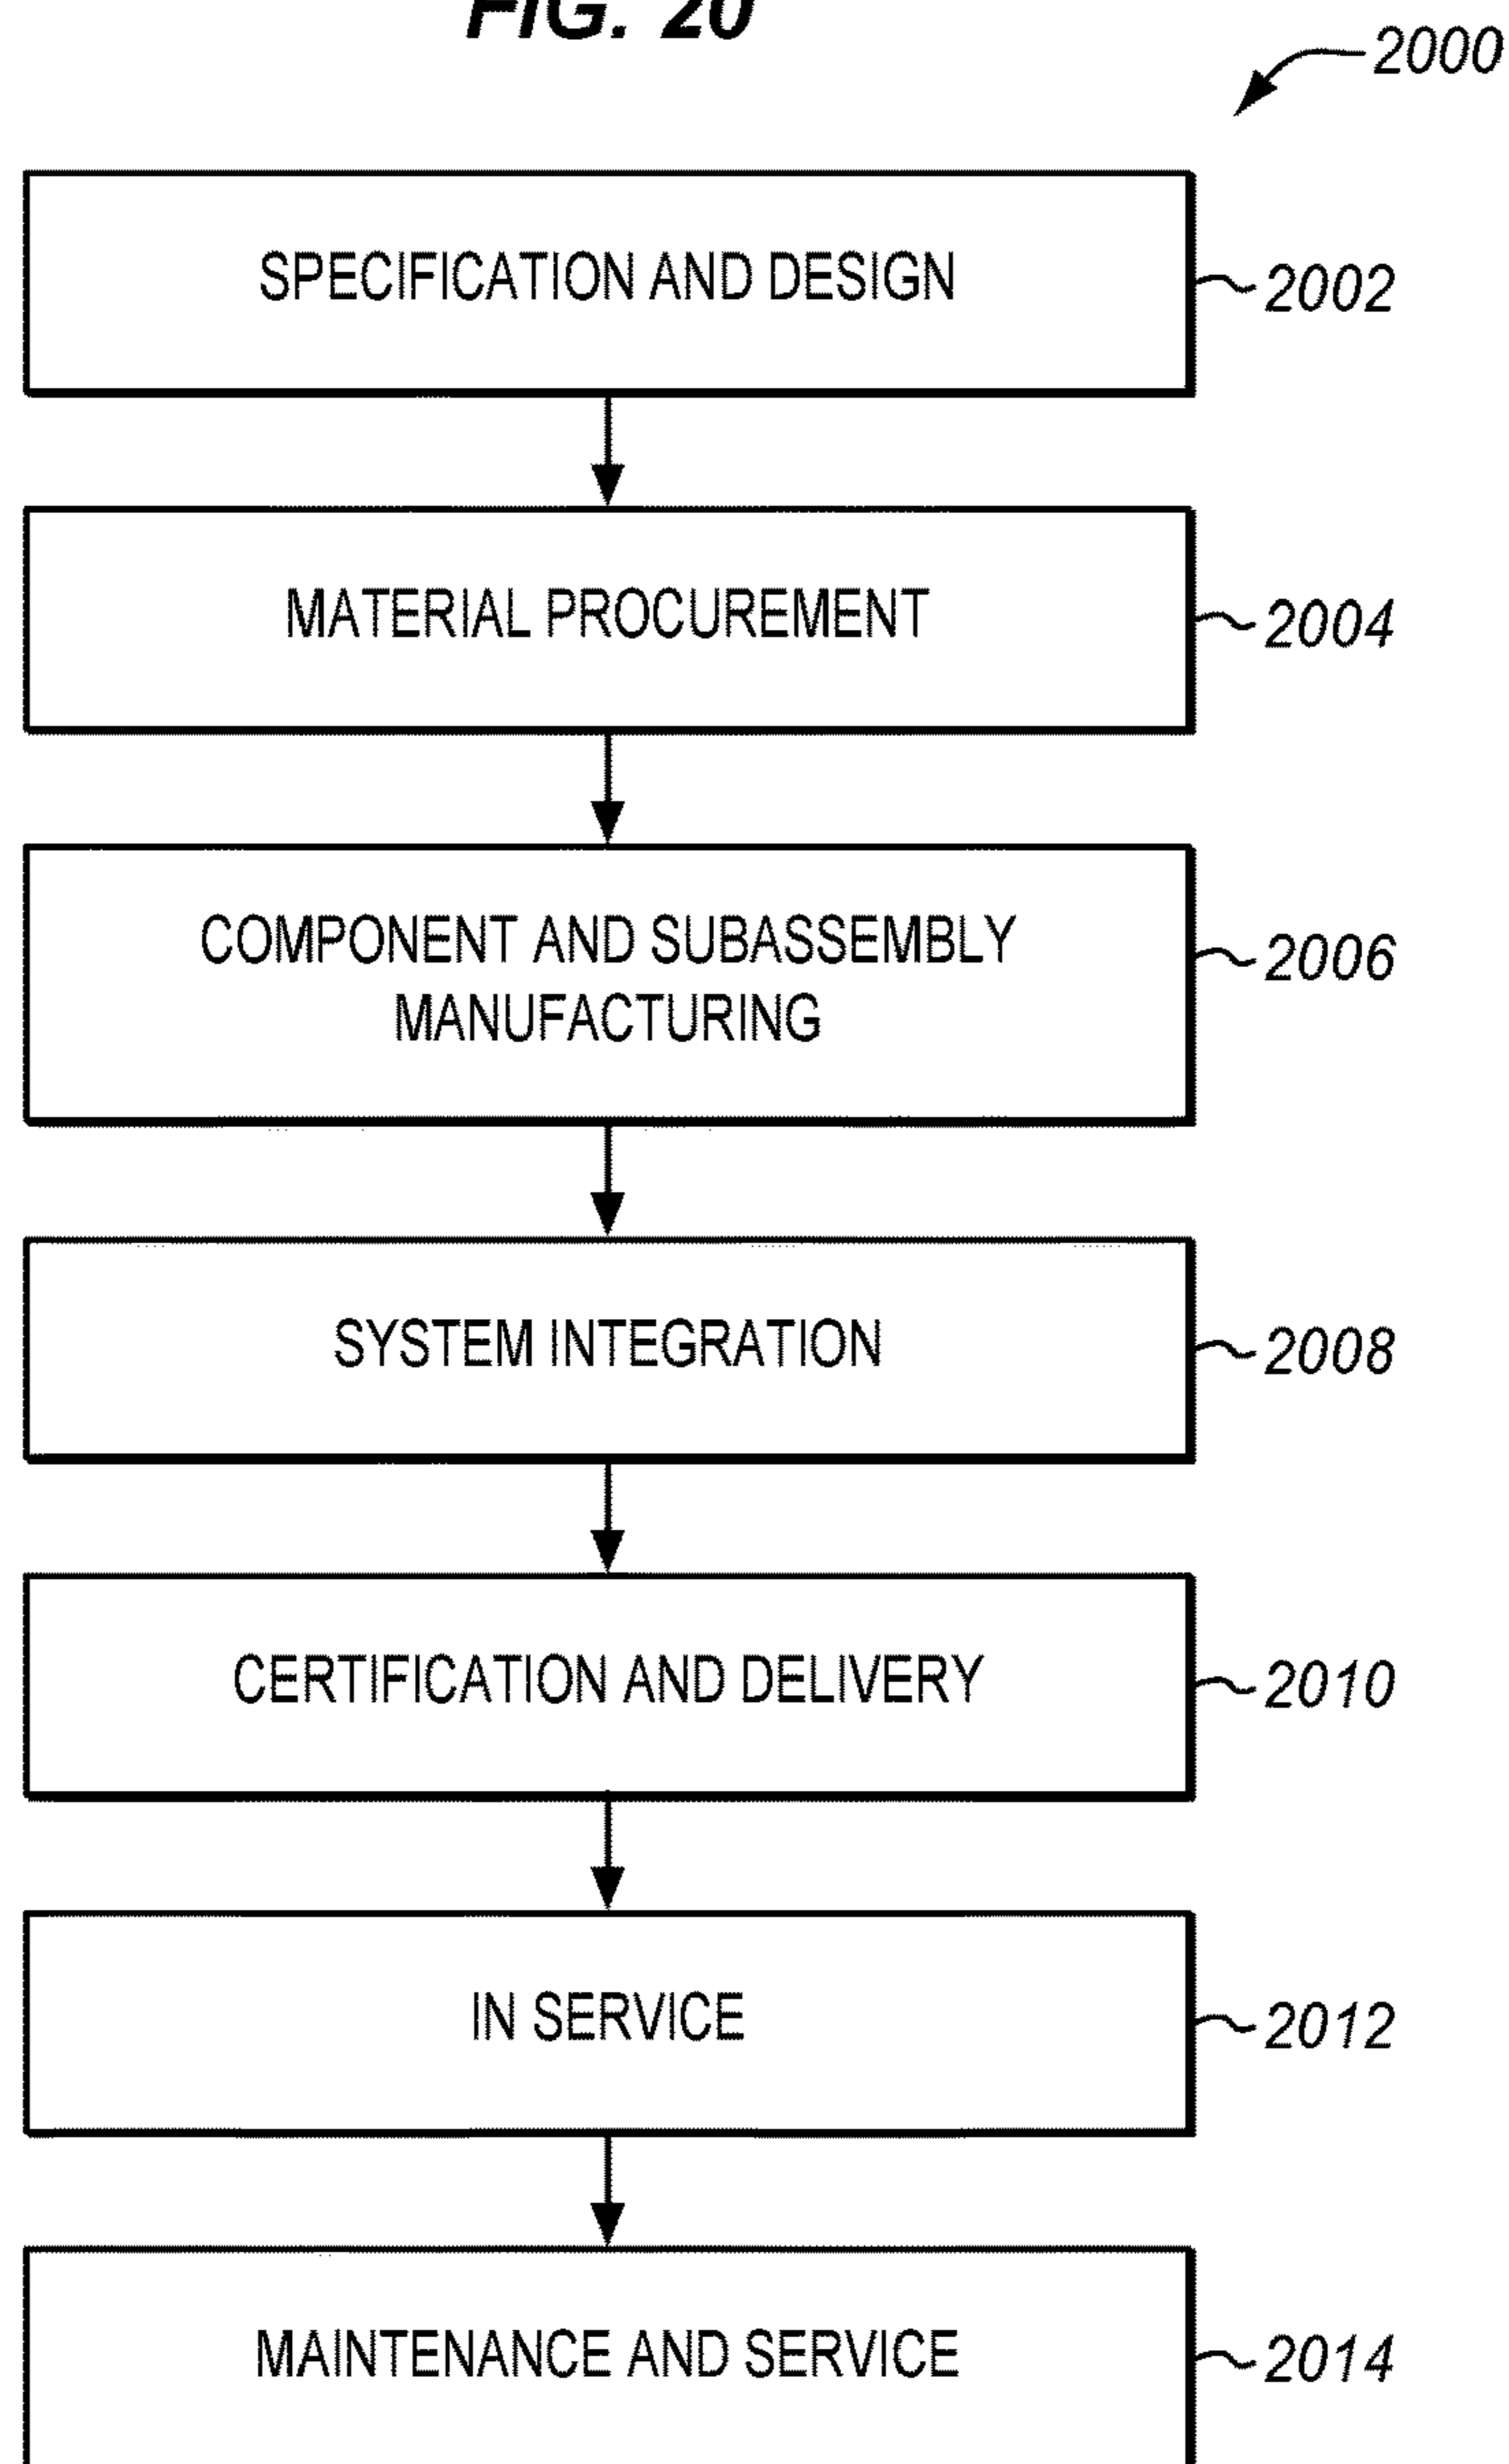 FIG. 20
2000
SPECIFICATION AND DESIGN
2002
MATERIAL PROCUREMENT
2004
COMPONENT AND SUBASSEMBLY
MANUFACTURING
2006
SYSTEM INTEGRATION
2008
CERTIFICATION AND DELIVERY
2010
IN SERVICE
2012
MAINTENANCE AND SERVICE
2014